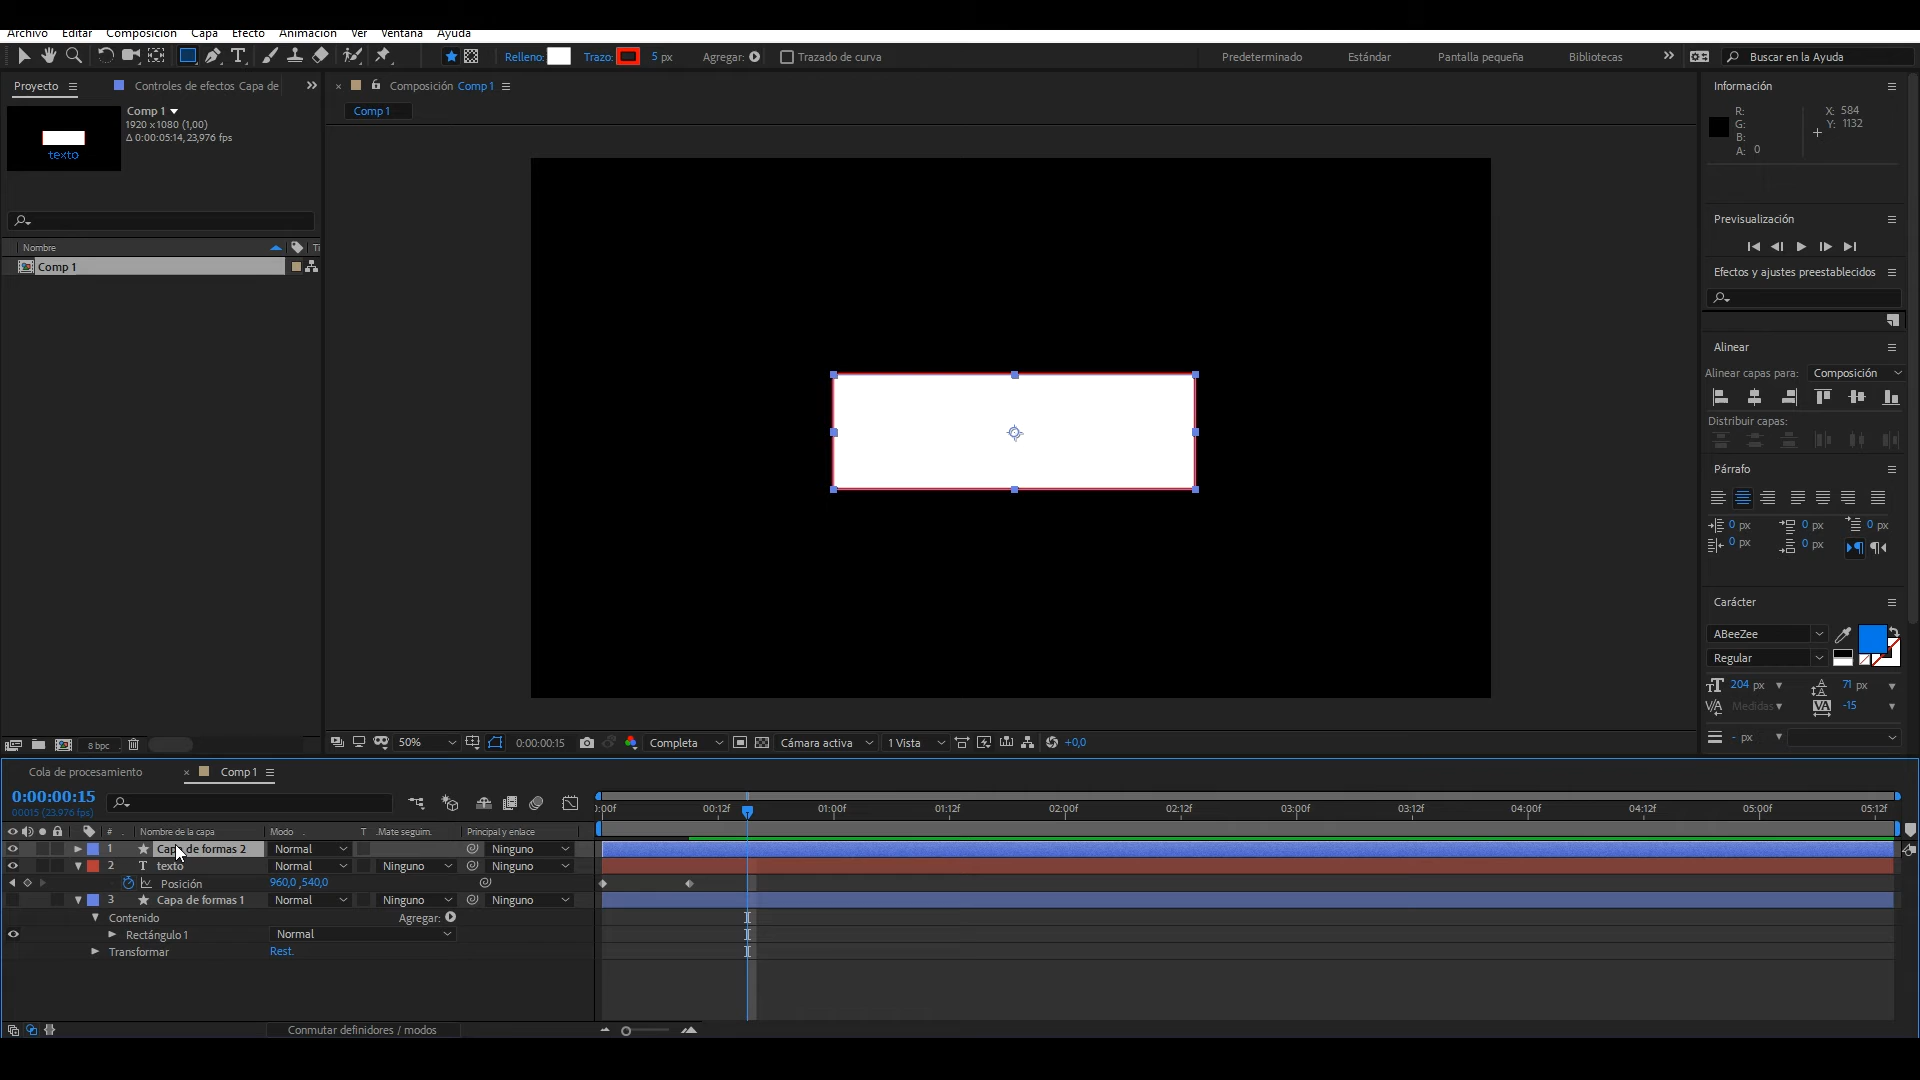 Archivo Editar Composición Capa Efecto Animación Ver Ventana Ayuda
Relleno: Trazo: 5 px Agregar: Trazado de curva Predeterminado Estándar Pantalla pequeña Bibliotecas Buscar en la Ayuda
Proyecto Controles de efectos Capa de
Comp 1
1920 x 1080 (1,00)
Δ 0:00:05:14, 23,976 fps
texto
Nombre Ti
Comp 1
8 bpc
Composición Comp 1
Comp 1
50% 0:00:00:15 Completa Cámara activa 1 Vista +0,0
Información
R: X: 584
G: Y: 1132
B:
A: 0
Previsualización
Efectos y ajustes preestablecidos
Alinear
Alinear capas para: Composición
Distribuir capas:
Párrafo
0 px 0 px 0 px
0 px 0 px
Carácter
ABeeZee
Regular
204 px 71 px
Medidas -15
- px
Cola de procesamiento Comp 1
0:00:00:15
00015 (23,976 fps)
:00f 00:12f 01:00f 01:12f 02:00f 02:12f 03:00f 03:12f 04:00f 04:12f 05:00f 05:12f
# Nombre de la capa Modo T .Mate seguim. Principal y enlace
1 Capa de formas 2 Normal Ninguno
2 T texto Normal Ninguno Ninguno
Posición 960,0 ,540,0
3 Capa de formas 1 Normal Ninguno Ninguno
Contenido Agregar:
Rectángulo 1 Normal
Transformar Rest.
Conmutar definidores / modos